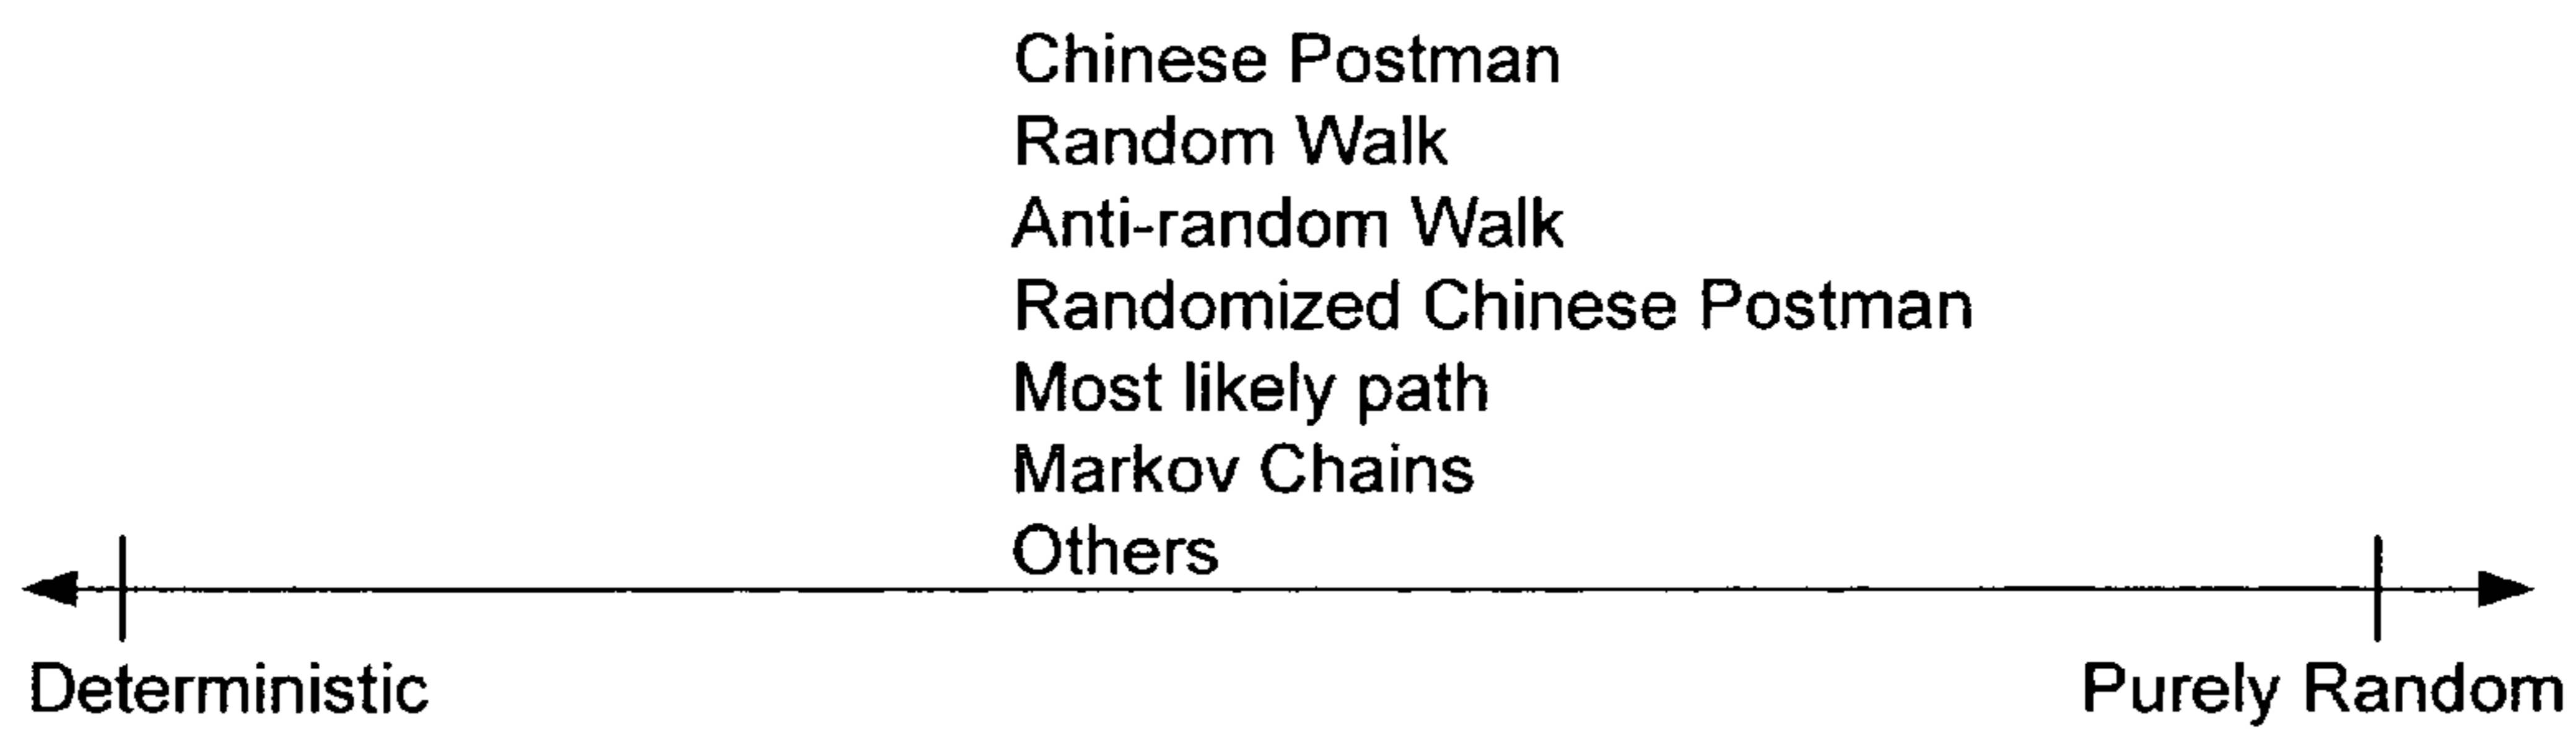 Chinese Postman
Random Walk
Anti-random Walk
Randomized Chinese Postman
Most likely path
Markov Chains
Others
Deterministic
Purely Random